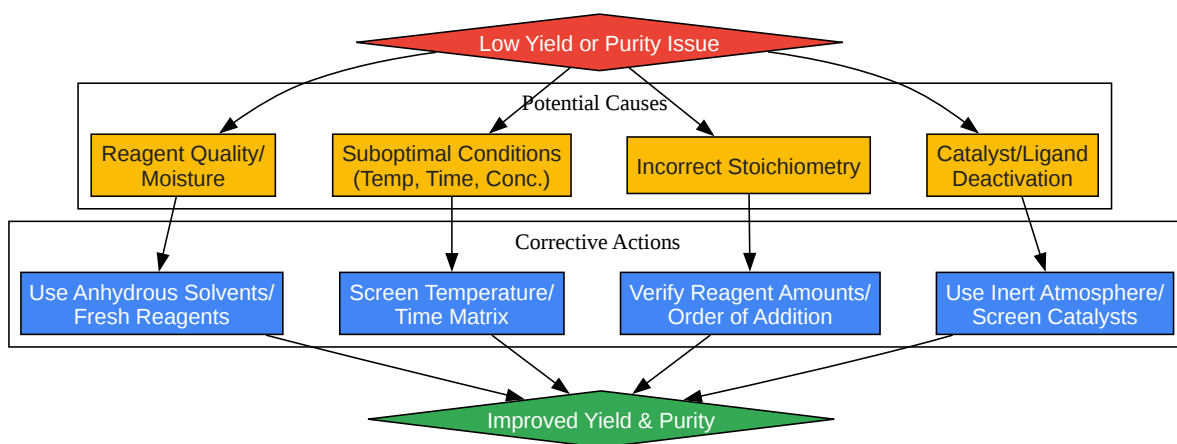 Low Yield or Purity Issue
Potential Causes
Reagent Quality/
Moisture
Suboptimal Conditions
(Temp, Time, Conc.)
Incorrect Stoichiometry
Catalyst/Ligand
Deactivation
Corrective Actions
Use Anhydrous Solvents/
Fresh Reagents
Screen Temperature/
Time Matrix
Verify Reagent Amounts/
Order of Addition
Use Inert Atmosphere/
Screen Catalysts
Improved Yield & Purity